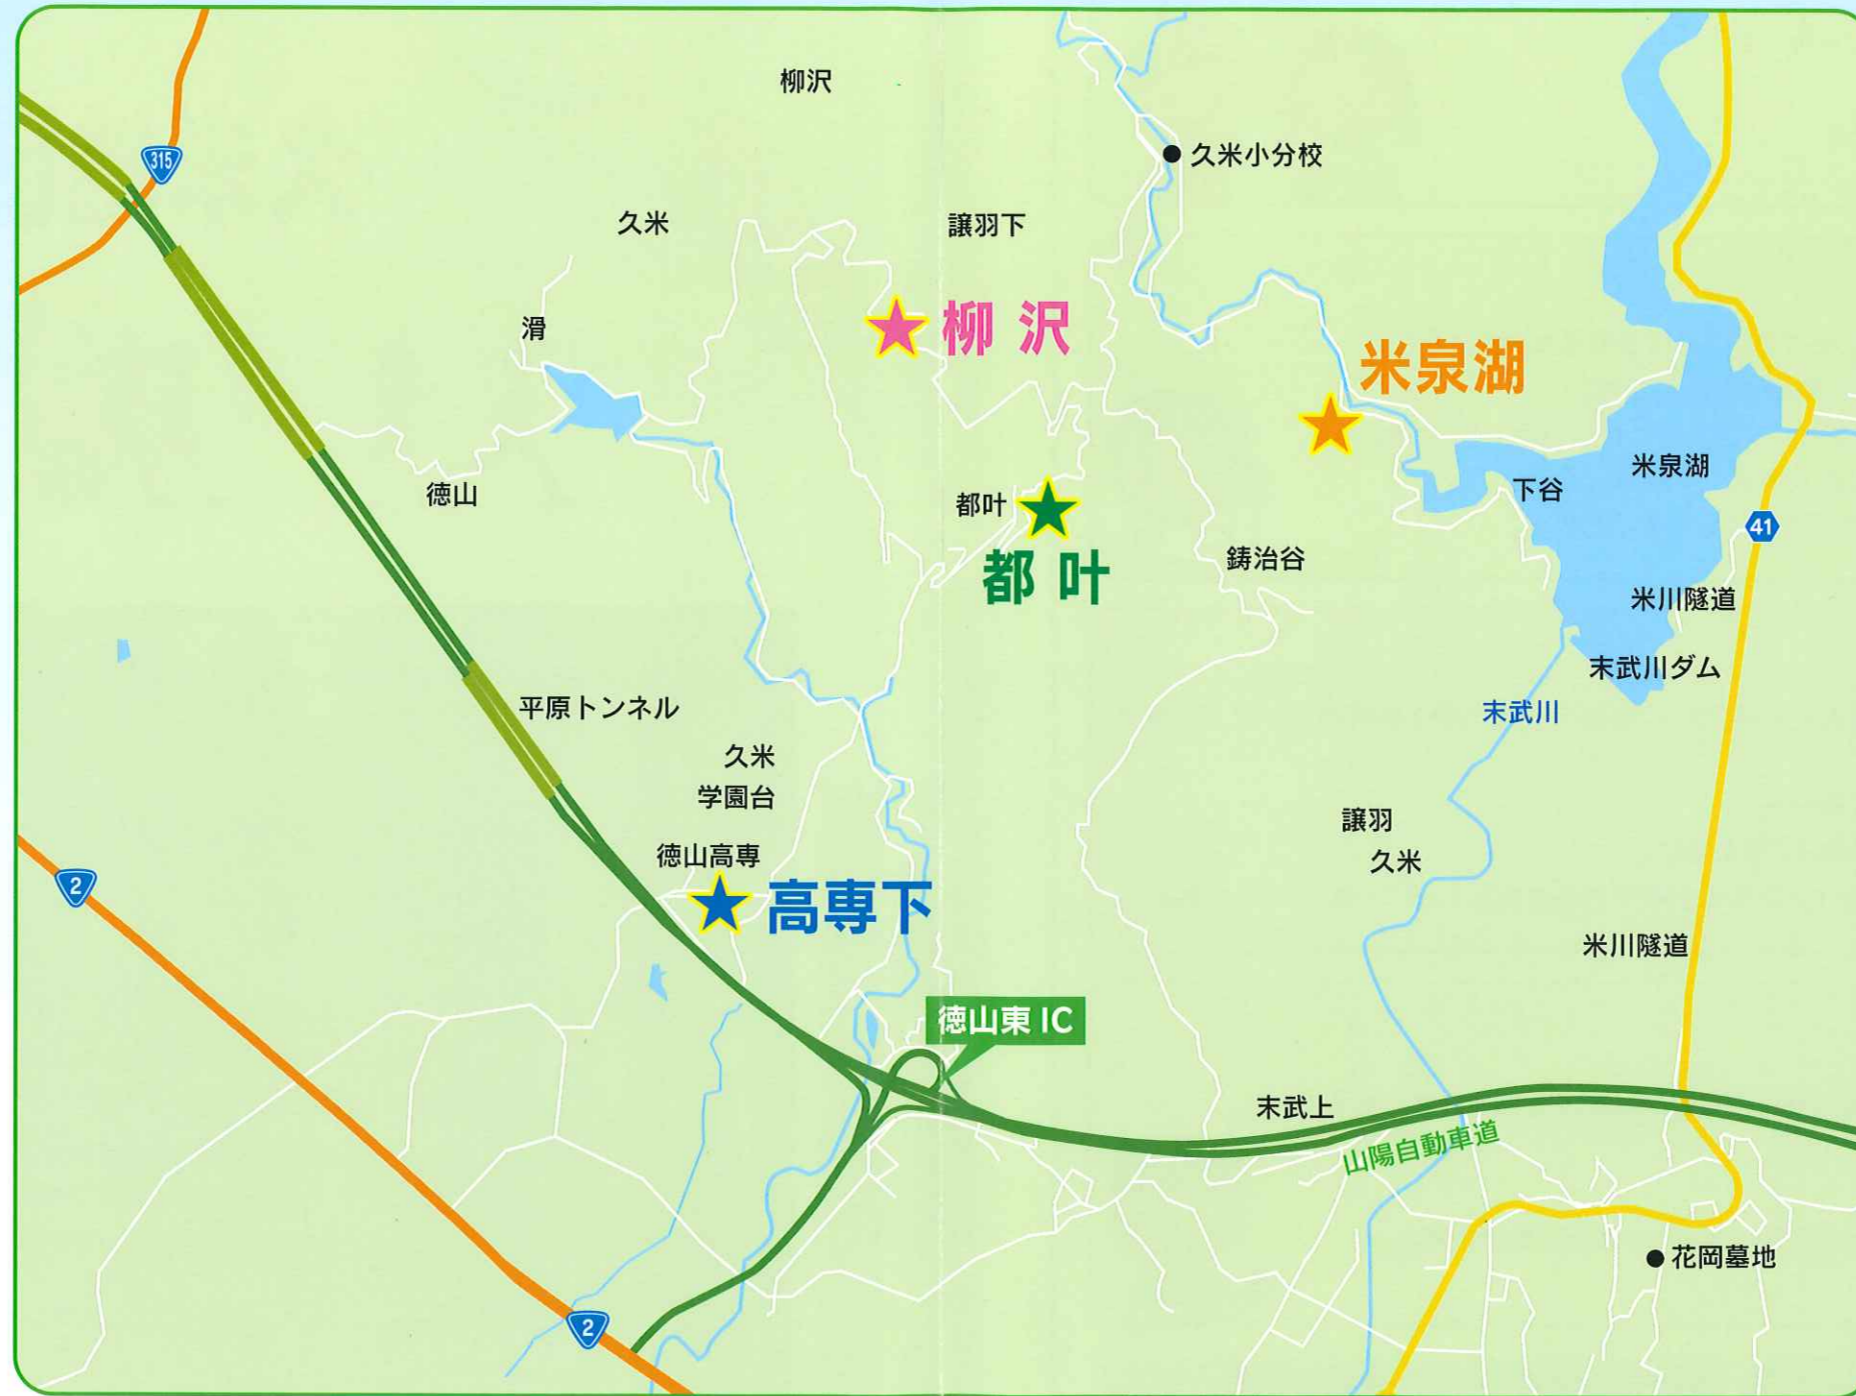 柳沢
久米小分校
315
久米
譲羽下
滑
柳沢
米泉湖
米泉湖
徳山
都叶
下谷
41
都叶
鋳治谷
米川隧道
末武川ダム
平原トンネル
末武川
久米
学園台
譲羽
久米
徳山高専
2
高専下
米川隧道
徳山東 IC
末武上
山陽自動車道
花岡墓地
2